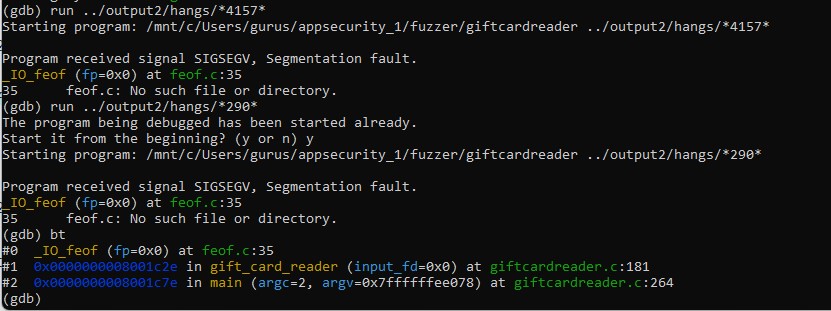 (gdb) run ../output2/hangs/*4157*
Starting program: /mnt/c/Users/gurus/appsecurity_1/fuzzer/giftcardreader ../output2/hangs/*4157*

Program received signal SIGSEGV, Segmentation fault.
_IO_feof (fp=0x0) at feof.c:35
35      feof.c: No such file or directory.
(gdb) run ../output2/hangs/*290*
The program being debugged has been started already.
Start it from the beginning? (y or n) y
Starting program: /mnt/c/Users/gurus/appsecurity_1/fuzzer/giftcardreader ../output2/hangs/*290*

Program received signal SIGSEGV, Segmentation fault.
_IO_feof (fp=0x0) at feof.c:35
35      feof.c: No such file or directory.
(gdb) bt
#0  _IO_feof (fp=0x0) at feof.c:35
#1  0x0000000008001c2e in gift_card_reader (input_fd=0x0) at giftcardreader.c:181
#2  0x0000000008001c7e in main (argc=2, argv=0x7ffffffee078) at giftcardreader.c:264
(gdb)